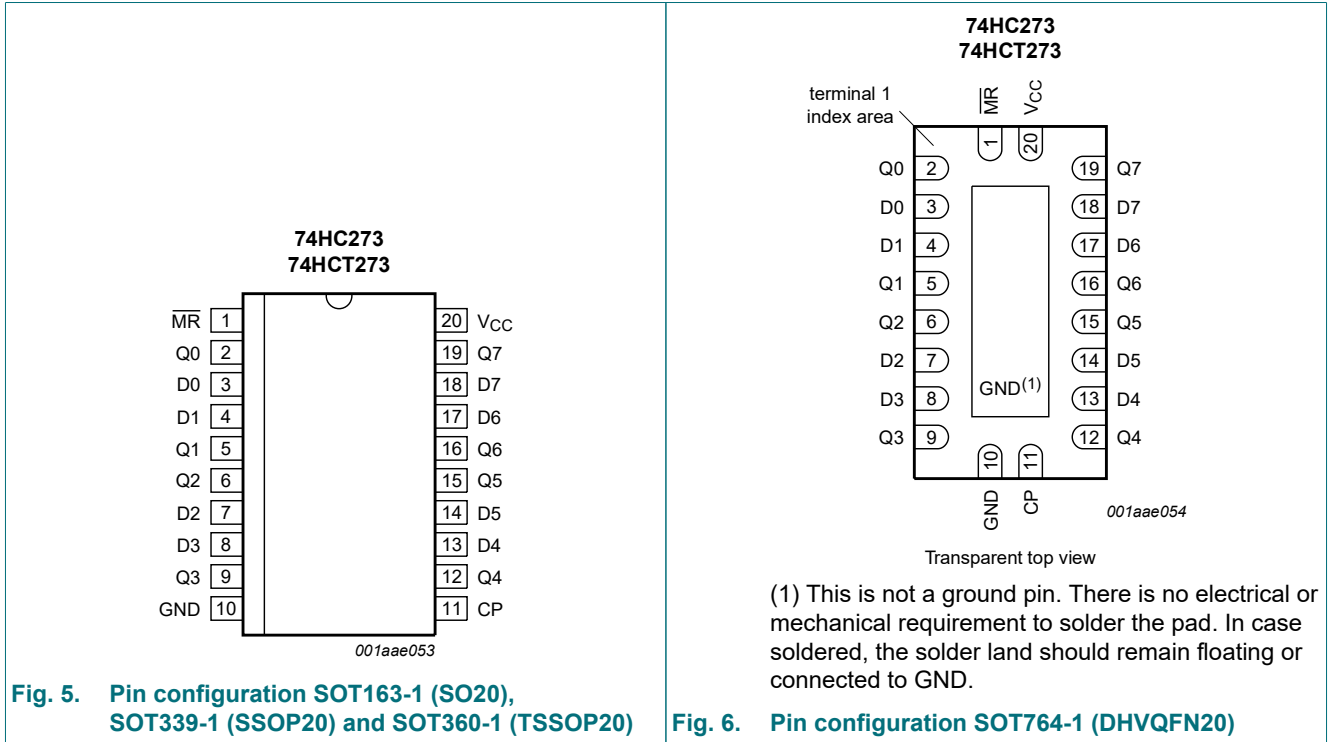 74HC273
74HCT273
MR 1
Q0 2
D0 3
D1 4
Q1 5
Q2 6
D2 7
D3 8
Q3 9
GND 10
20 VCC
19 Q7
18 D7
17 D6
16 Q6
15 Q5
14 D5
13 D4
12 Q4
11 CP
001aae053
Fig. 5. Pin configuration SOT163-1 (SO20),
SOT339-1 (SSOP20) and SOT360-1 (TSSOP20)
74HC273
74HCT273
terminal 1
index area
MR
VCC
1
20
Q0 2
D0 3
D1 4
Q1 5
Q2 6
D2 7
D3 8
Q3 9
19 Q7
18 D7
17 D6
16 Q6
15 Q5
14 D5
13 D4
12 Q4
GND(1)
10
11
GND
CP
001aae054
Transparent top view
(1) This is not a ground pin. There is no electrical or
mechanical requirement to solder the pad. In case
soldered, the solder land should remain floating or
connected to GND.
Fig. 6. Pin configuration SOT764-1 (DHVQFN20)